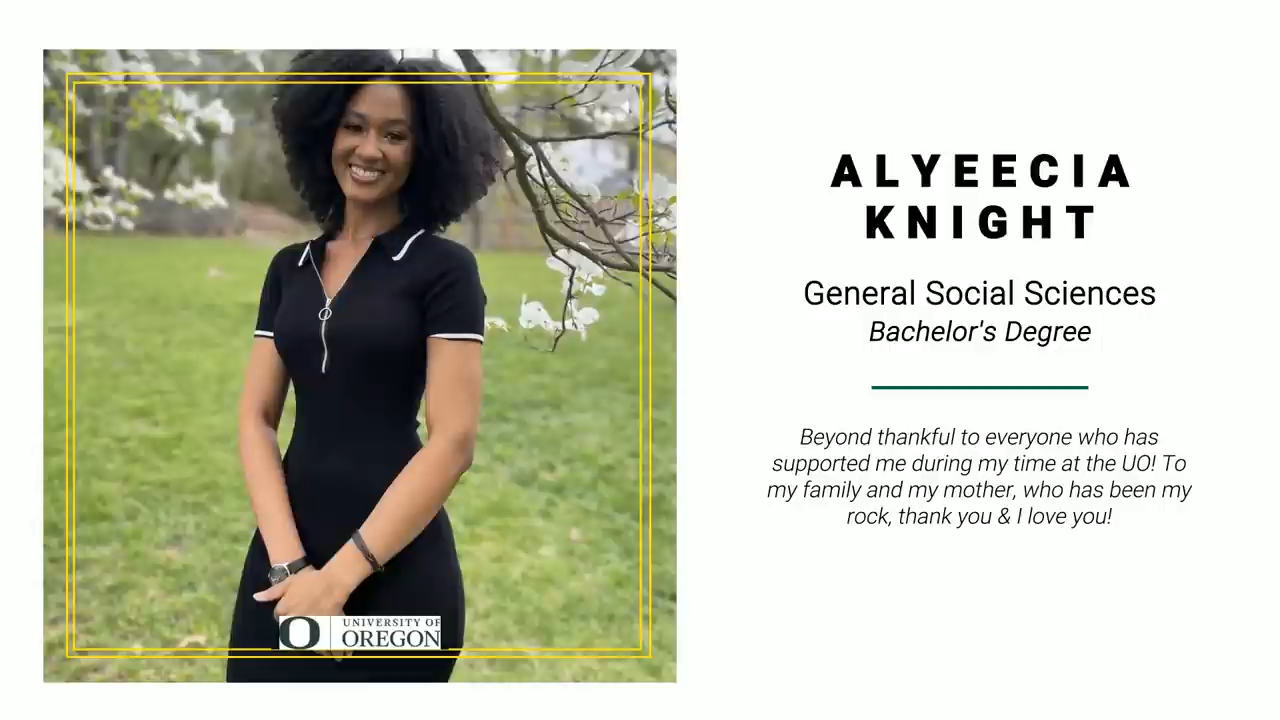 ALYEECIA
KNIGHT
General Social Sciences
Bachelor's Degree
Beyond thankful to everyone who has
supported me during my time at the UO! To
my family and my mother, who has been my
rock, thank you & I love you!
O UNIVERSITY OF
OREGON